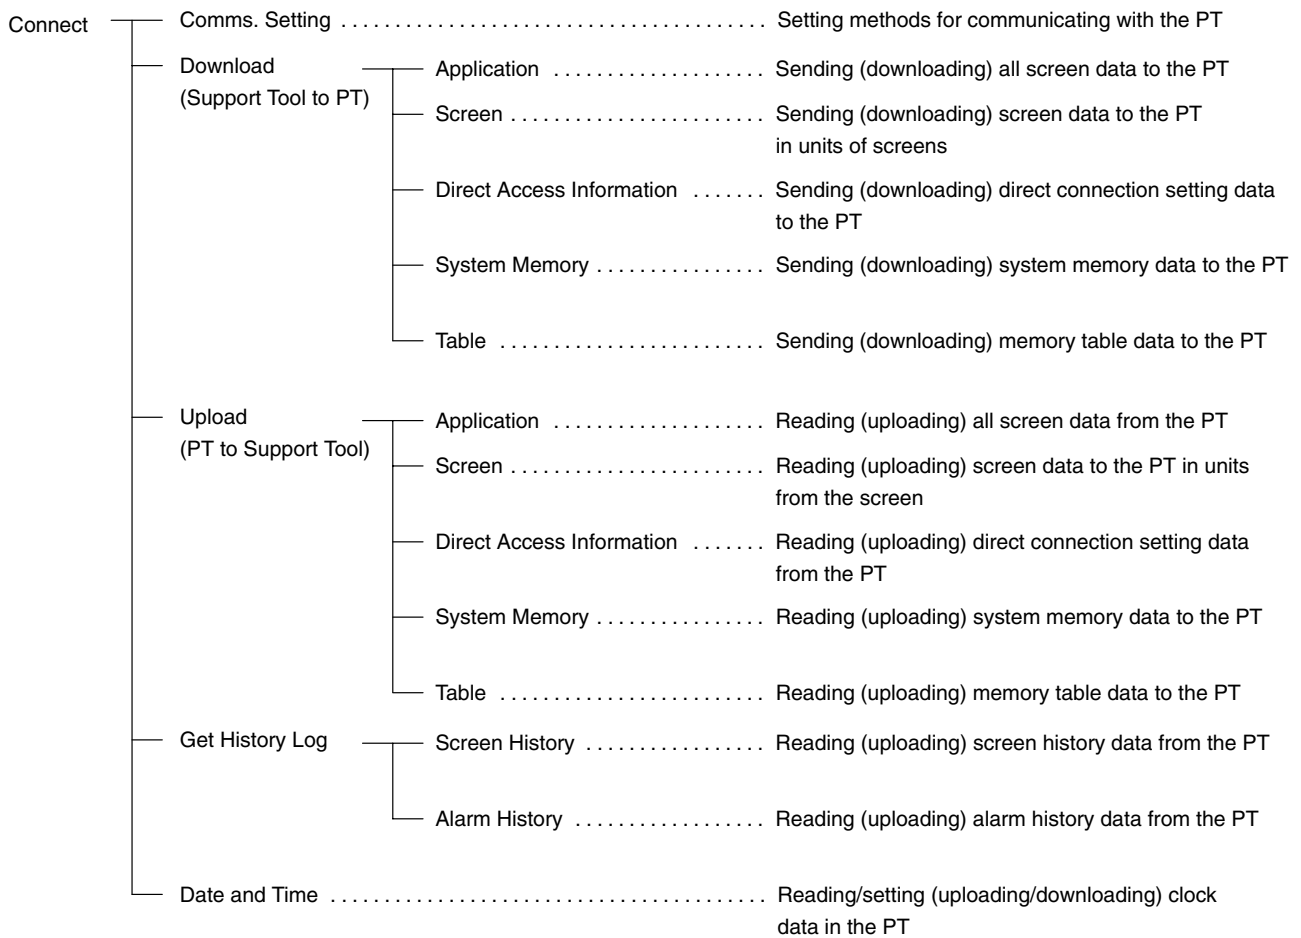 Connect
Comms. Setting . . . . . . . . . . . . . . . . . . . . . . . . . . . . . . . . . . . . . . . Setting methods for communicating with the PT
Download
(Support Tool to PT)
Application . . . . . . . . . . . . . . . . . . . . Sending (downloading) all screen data to the PT
Screen . . . . . . . . . . . . . . . . . . . . . . . . Sending (downloading) screen data to the PT
in units of screens
Direct Access Information . . . . . . . Sending (downloading) direct connection setting data
to the PT
System Memory . . . . . . . . . . . . . . . . Sending (downloading) system memory data to the PT
Table . . . . . . . . . . . . . . . . . . . . . . . . . Sending (downloading) memory table data to the PT
Upload
(PT to Support Tool)
Application . . . . . . . . . . . . . . . . . . . . Reading (uploading) all screen data from the PT
Screen . . . . . . . . . . . . . . . . . . . . . . . . Reading (uploading) screen data to the PT in units
from the screen
Direct Access Information . . . . . . . Reading (uploading) direct connection setting data
from the PT
System Memory . . . . . . . . . . . . . . . . Reading (uploading) system memory data to the PT
Table . . . . . . . . . . . . . . . . . . . . . . . . . Reading (uploading) memory table data to the PT
Get History Log
Screen History . . . . . . . . . . . . . . . . . Reading (uploading) screen history data from the PT
Alarm History . . . . . . . . . . . . . . . . . . Reading (uploading) alarm history data from the PT
Date and Time . . . . . . . . . . . . . . . . . . . . . . . . . . . . . . . . . . . . . . . . . Reading/setting (uploading/downloading) clock
data in the PT